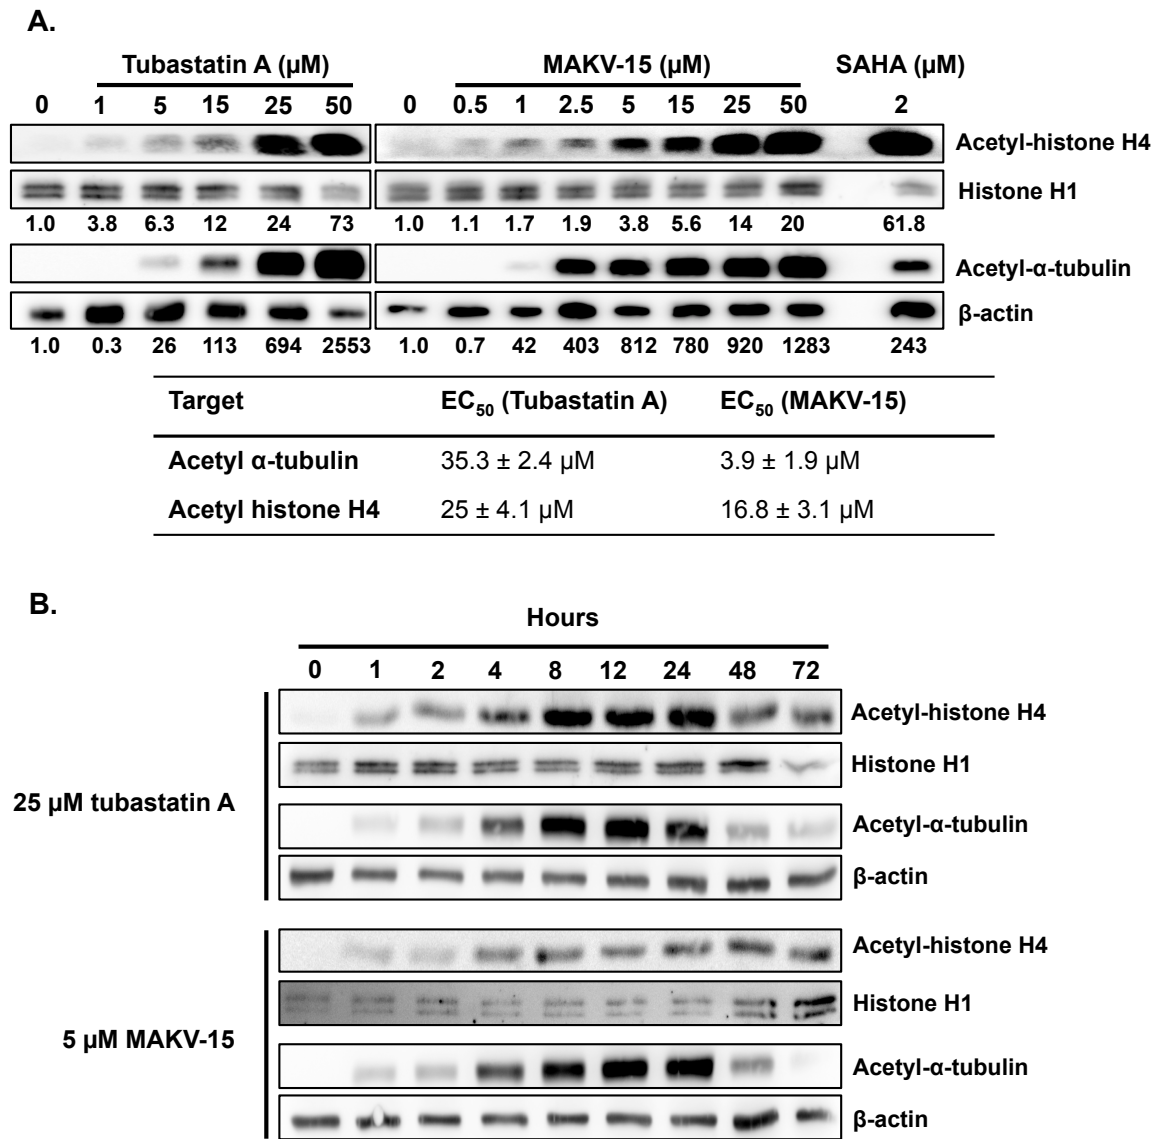 A.
Tubastatin A (µM) MAKV-15 (µM) SAHA (µM)
0 1 5 15 25 50 0 0.5 1 2.5 5 15 25 50 2
Acetyl-histone H4
Histone H1
1.0 3.8 6.3 12 24 73 1.0 1.1 1.7 1.9 3.8 5.6 14 20 61.8
Acetyl-α-tubulin
β-actin
1.0 0.3 26 113 694 2553 1.0 0.7 42 403 812 780 920 1283 243
Target EC50 (Tubastatin A) EC50 (MAKV-15)
Acetyl α-tubulin 35.3 ± 2.4 µM 3.9 ± 1.9 µM
Acetyl histone H4 25 ± 4.1 µM 16.8 ± 3.1 µM
B.
Hours
0 1 2 4 8 12 24 48 72
25 µM tubastatin A
Acetyl-histone H4
Histone H1
Acetyl-α-tubulin
β-actin
5 µM MAKV-15
Acetyl-histone H4
Histone H1
Acetyl-α-tubulin
β-actin